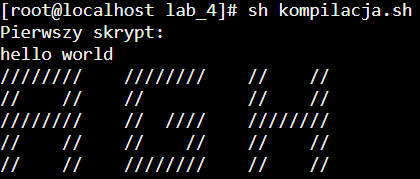 [root@localhost lab_4]# sh kompilacja.sh
Pierwszy skrypt:
hello world
////////    ////////    //    //
//    //    //          //    //
////////    //  ////    ////////
//    //    //    //    //    //
//    //    ////////    //    //